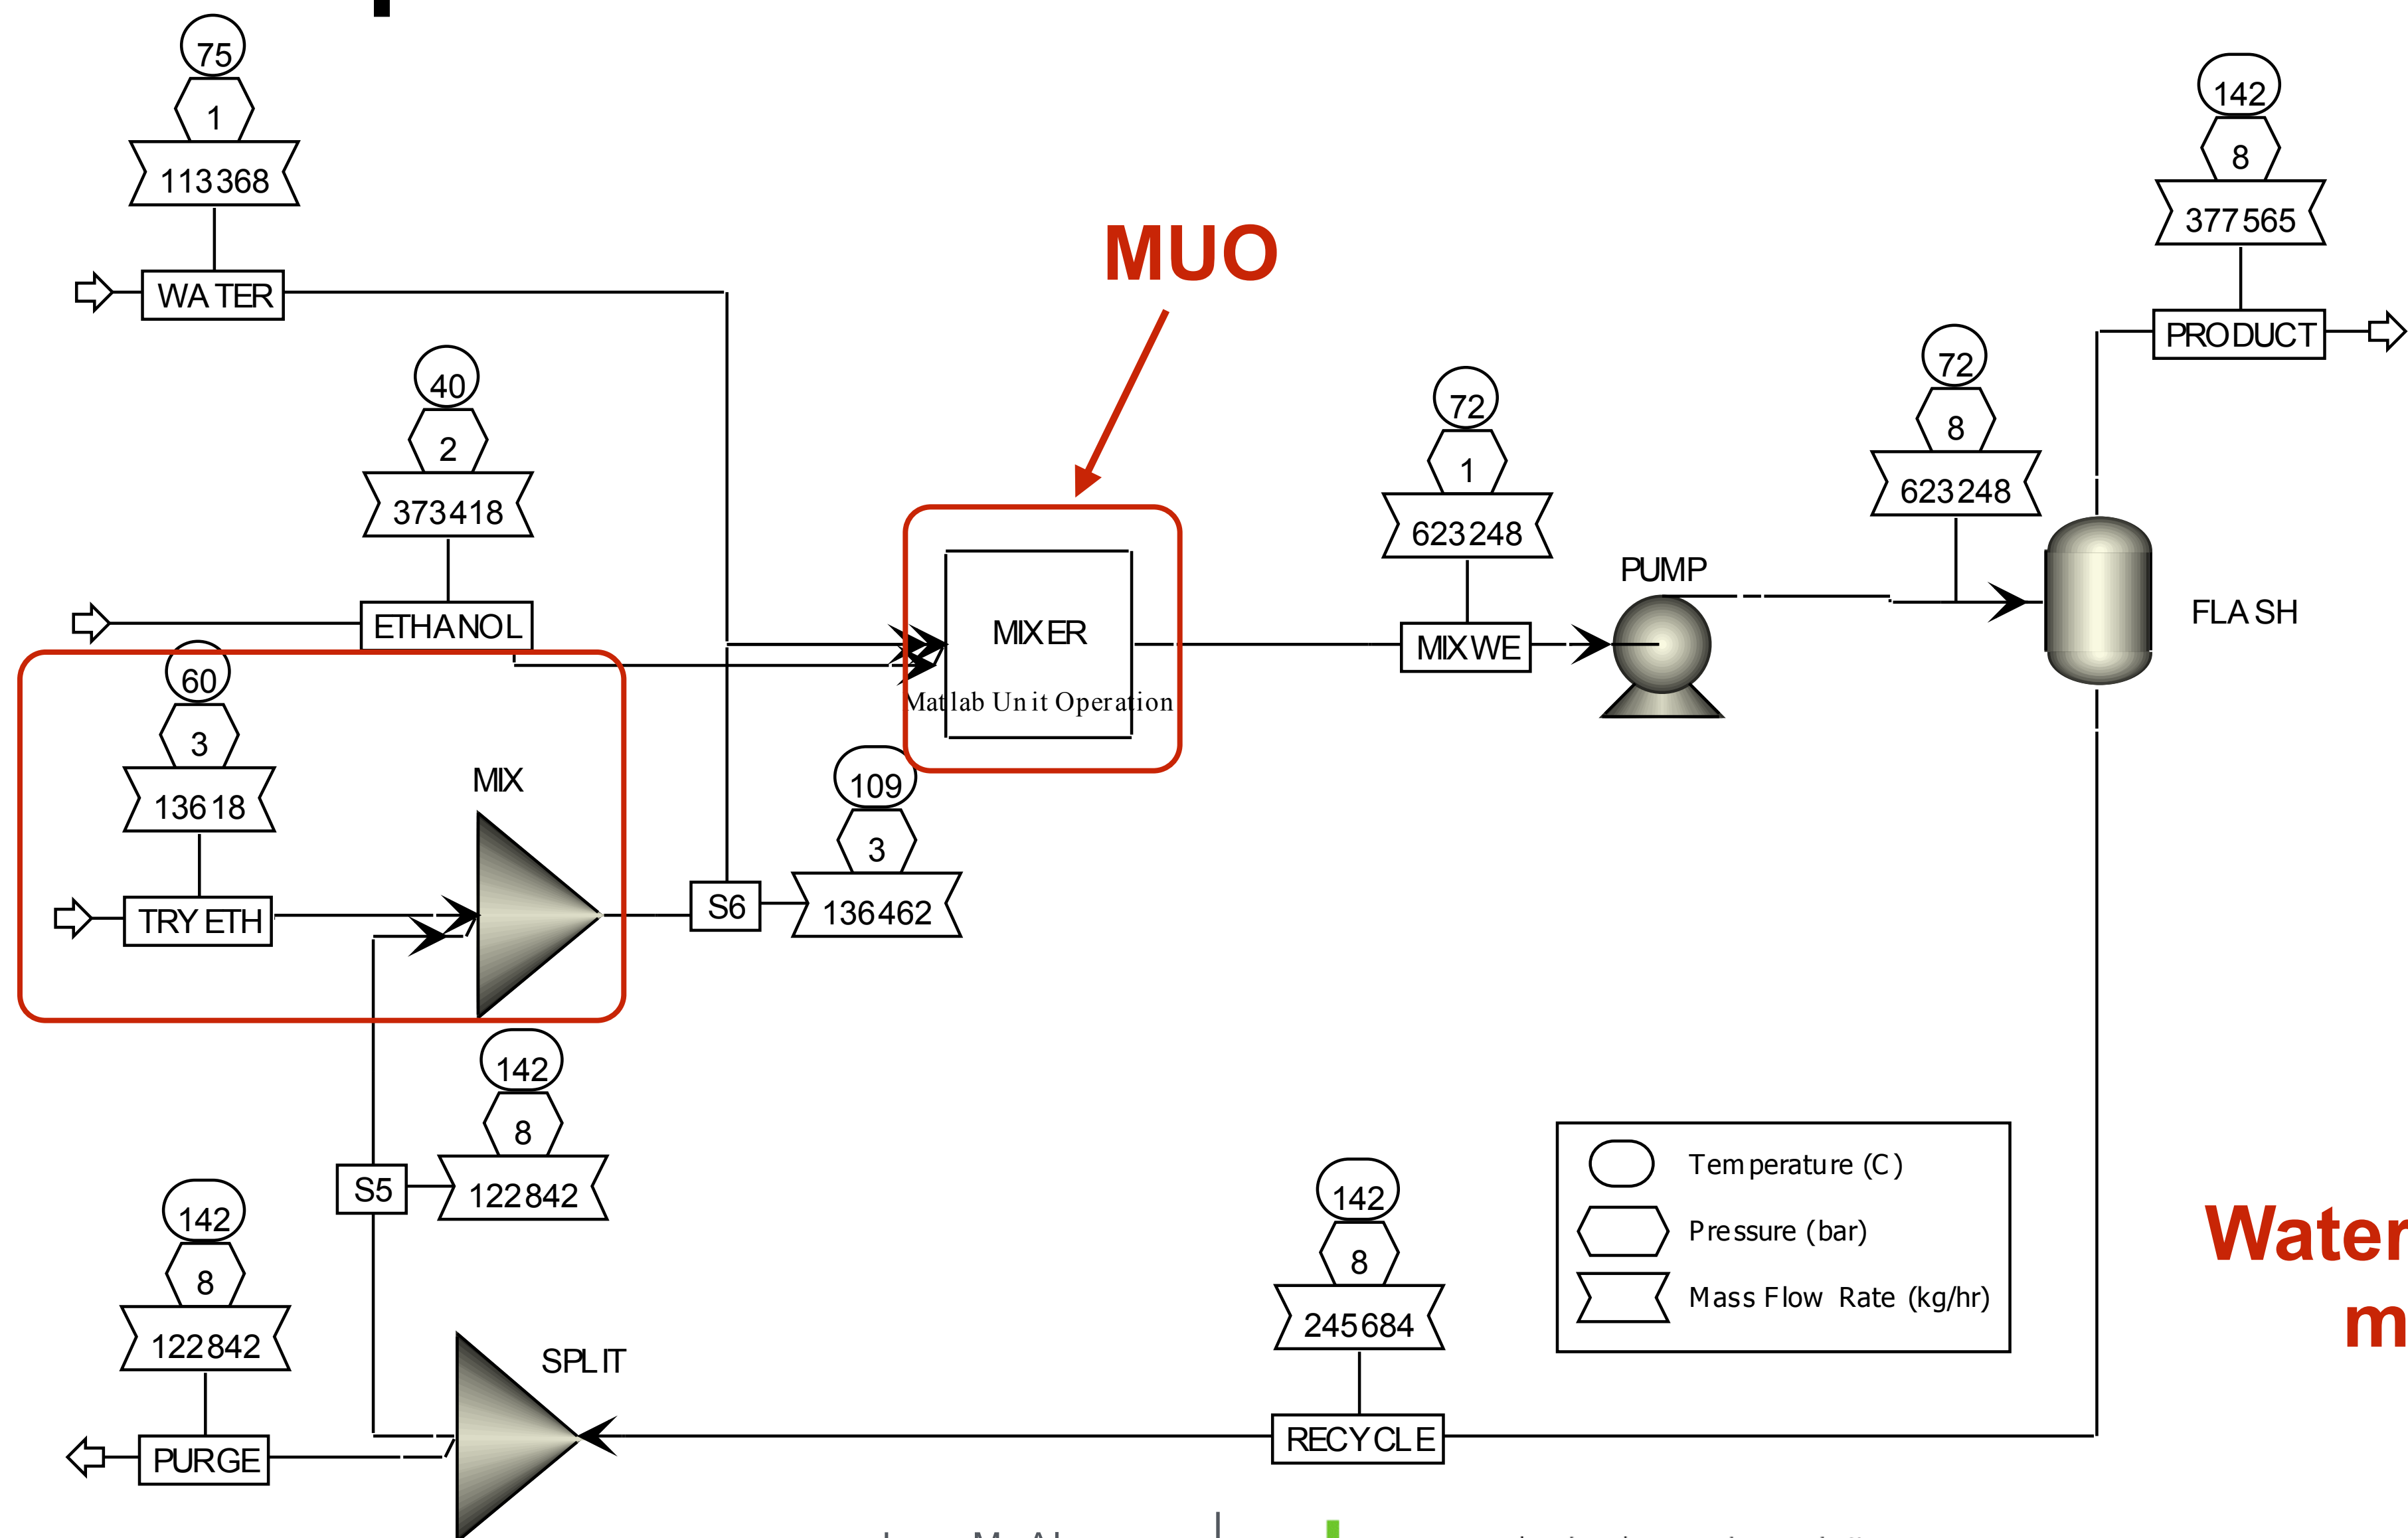 75
1
113368
WATER
40
2
373418
ETHANOL
60
3
13618
TRYETH
MIX
S6
109
3
136462
MUO
MIXER
Matlab Unit Operation
72
1
623248
MIXWE
PUMP
72
8
623248
FLASH
142
8
377565
PRODUCT
142
8
122842
S5
142
8
122842
PURGE
SPLIT
142
8
245684
RECYCLE
Temperature (C)
Pressure (bar)
Mass Flow Rate (kg/hr)
Water
m